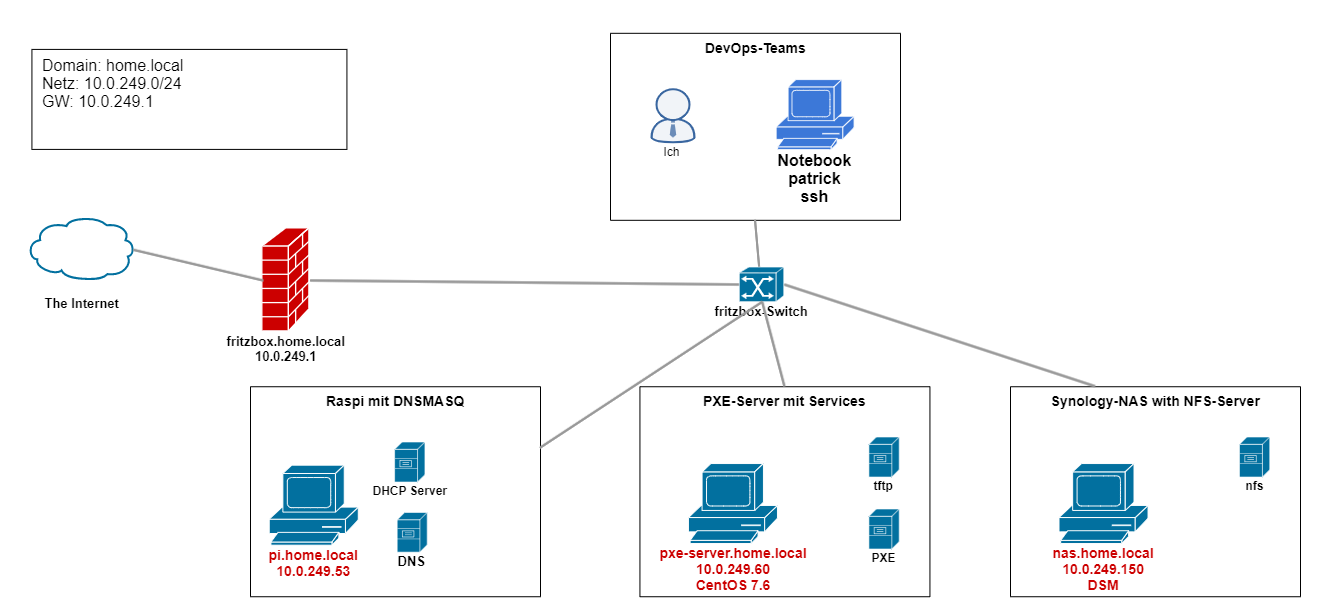 Domain: home.local
Netz: 10.0.249.0/24
GW: 10.0.249.1
DevOps-Teams
Ich
Notebook
patrick
ssh
The Internet
fritzbox.home.local
10.0.249.1
fritzbox-Switch
Raspi mit DNSMASQ
DHCP Server
DNS
pi.home.local
10.0.249.53
PXE-Server mit Services
tftp
PXE
pxe-server.home.local
10.0.249.60
CentOS 7.6
Synology-NAS with NFS-Server
nfs
nas.home.local
10.0.249.150
DSM